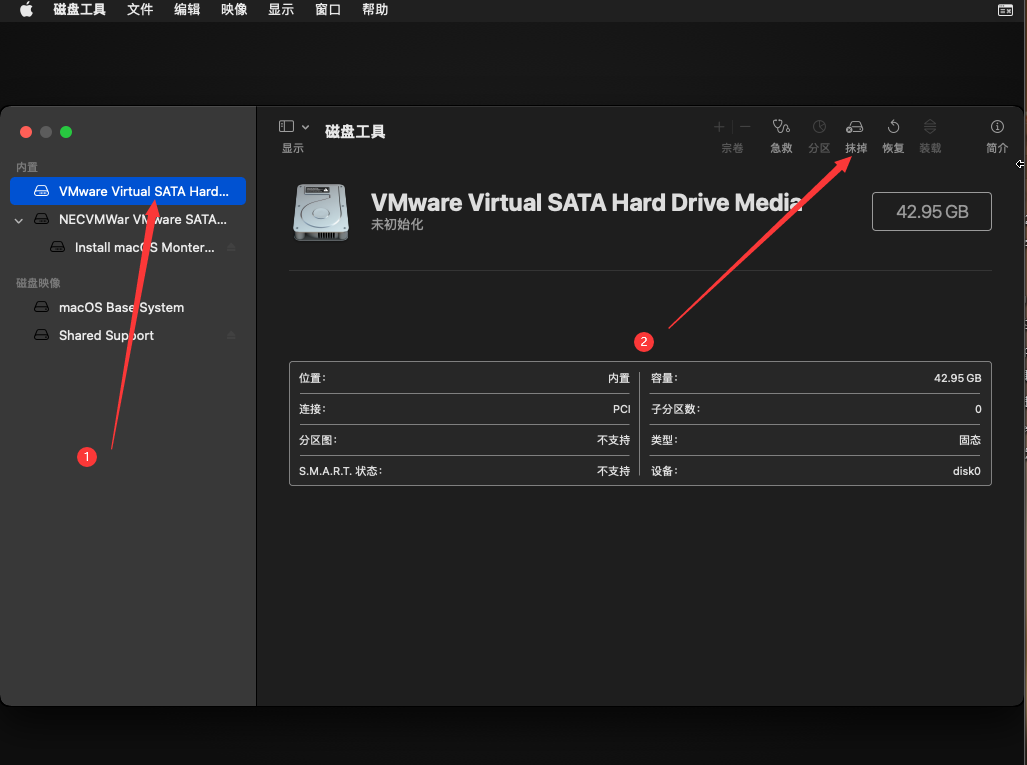 磁盘工具 文件 编辑 映像 显示 窗口 帮助
磁盘工具
显示
宗卷 急救 分区 抹掉 恢复 装载 简介
内置
VMware Virtual SATA Hard...
NECVMWar VMware SATA...
Install macOS Monter...
磁盘映像
macOS Base System
Shared Support
VMware Virtual SATA Hard Drive Media
未初始化
42.95 GB
1
2
位置： 内置
连接： PCI
分区图： 不支持
S.M.A.R.T. 状态： 不支持
容量： 42.95 GB
子分区数： 0
类型： 固态
设备： disk0